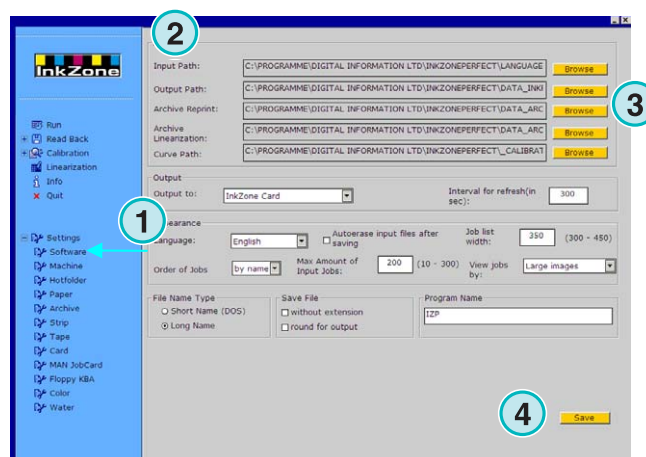 InkZone
Run
Read Back
Calibration
Linearization
Info
Quit
Settings
Software
Machine
Hotfolder
Paper
Archive
Strip
Tape
Card
MAN JobCard
Floppy KBA
Color
Water
1
2
Input Path: C:\PROGRAMME\DIGITAL INFORMATION LTD\INKZONEPERFECT\LANGUAGE Browse
Output Path: C:\PROGRAMME\DIGITAL INFORMATION LTD\INKZONEPERFECT\DATA_INKI Browse
3
Archive Reprint: C:\PROGRAMME\DIGITAL INFORMATION LTD\INKZONEPERFECT\DATA_ARC Browse
Archive
Linearization: C:\PROGRAMME\DIGITAL INFORMATION LTD\INKZONEPERFECT\DATA_ARC Browse
Curve Path: C:\PROGRAMME\DIGITAL INFORMATION LTD\INKZONEPERFECT\_CALIBRAT Browse
Output
Output to: InkZone Card Interval for refresh(in
sec): 300
earance
anguage: English Autoerase input files after
saving Job list
width: 350 (300 - 450)
Order of Jobs by name Max Amount of
Input Jobs: 200 (10 - 300) View jobs
by: Large images
File Name Type
Short Name (DOS)
Long Name
Save File
without extension
round for output
Program Name
IZP
4
Save